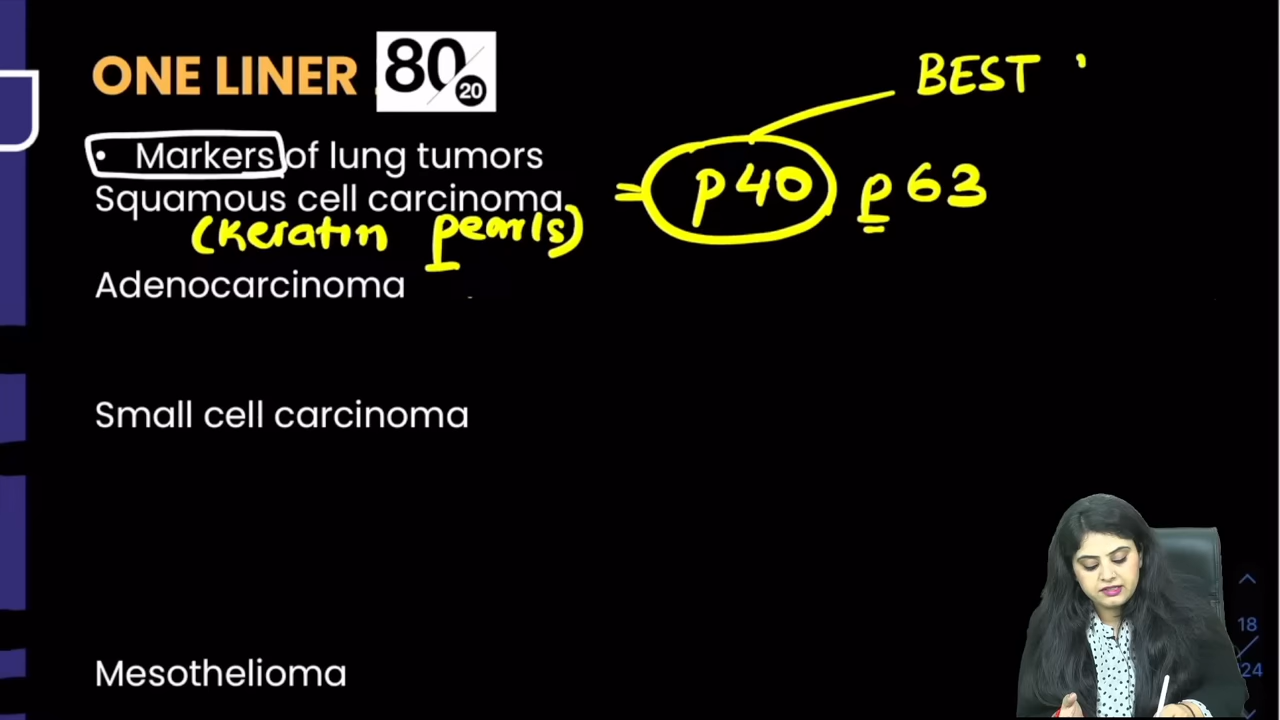 ONE LINER 80/20
BEST
• Markers of lung tumors
Squamous cell carcinoma = p40 p63
(Keratin pearls)
Adenocarcinoma
Small cell carcinoma
Mesothelioma
18
24